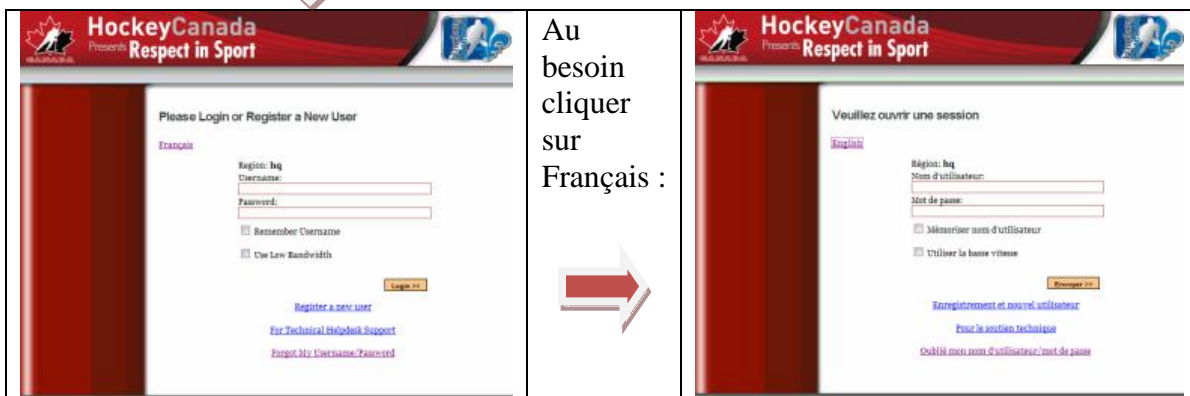 HockeyCanada
Presents Respect in Sport
CANADA
Please Login or Register a New User
Français
Region: hq
Username:
Password:
Remember Username
Use Low Bandwidth
Login >>
Register a new user
For Technical Helpdesk Support
Forgot My Username/Password
Au
besoin
cliquer
sur
Français :
HockeyCanada
Presents Respect in Sport
CANADA
Veuillez ouvrir une session
English
Région: hq
Nom d'utilisateur:
Mot de passe:
Mémoriser nom d'utilisateur
Utiliser la basse vitesse
Envoyer >>
Enregistrement et nouvel utilisateur
Pour le soutien technique
Oublié mon nom d'utilisateur/mot de passe